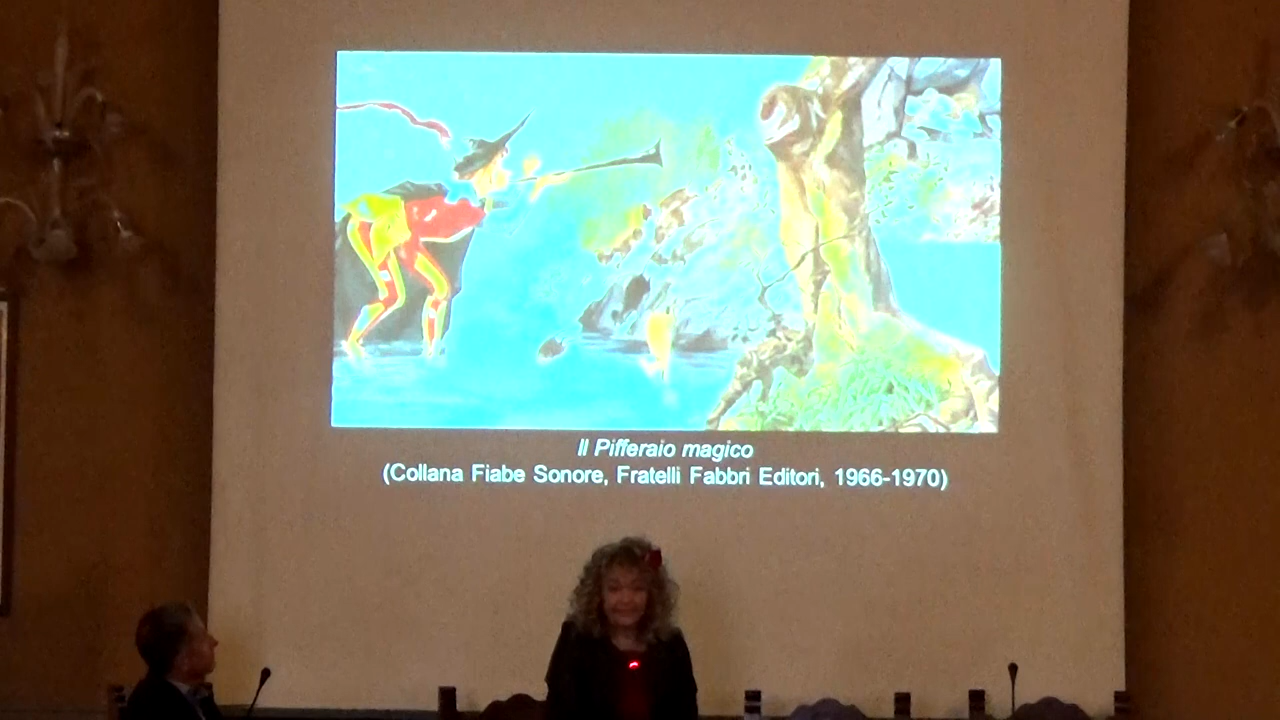 Il Pifferaio magico
(Collana Fiabe Sonore, Fratelli Fabbri Editori, 1966-1970)